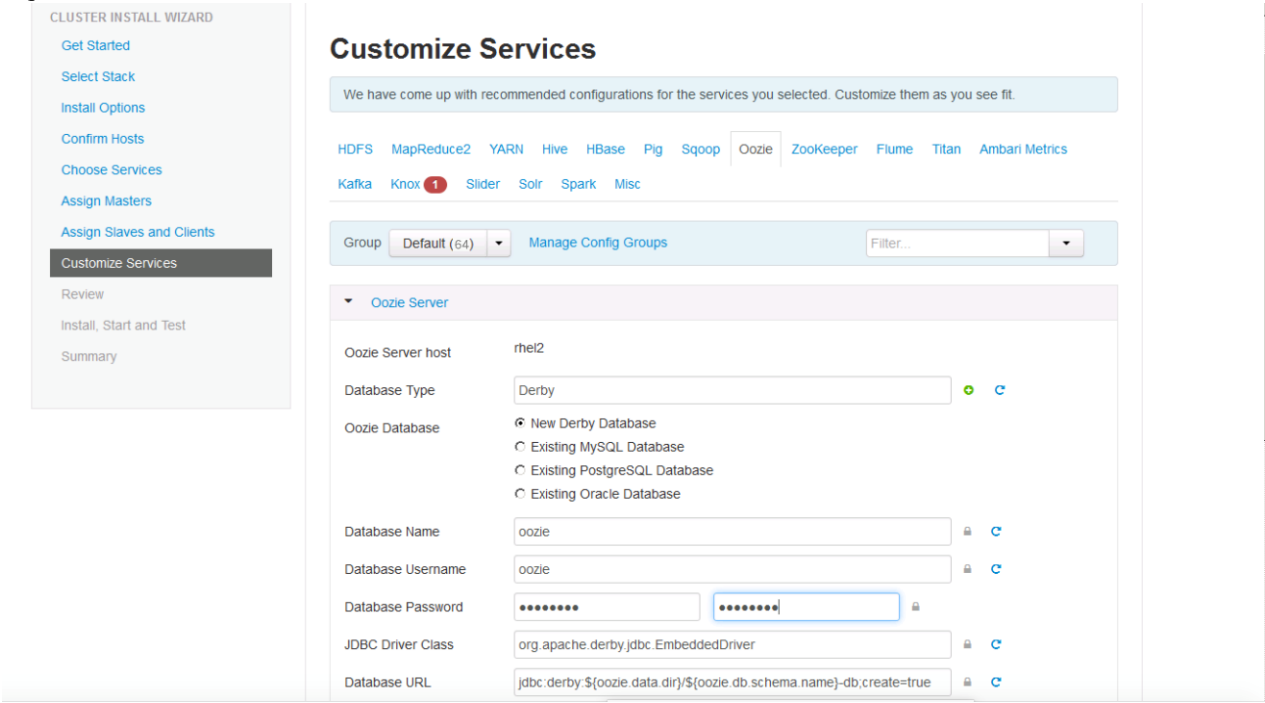 CLUSTER INSTALL WIZARD
Get Started
Select Stack
Install Options
Confirm Hosts
Choose Services
Assign Masters
Assign Slaves and Clients
Customize Services
Review
Install, Start and Test
Summary
Customize Services
We have come up with recommended configurations for the services you selected. Customize them as you see fit.
HDFS MapReduce2 YARN Hive HBase Pig Sqoop Oozie ZooKeeper Flume Titan Ambari Metrics
Kafka Knox 1 Slider Solr Spark Misc
Group Default (64) Manage Config Groups Filter...
Oozie Server
Oozie Server host rhel2
Database Type Derby
Oozie Database New Derby Database
Existing MySQL Database
Existing PostgreSQL Database
Existing Oracle Database
Database Name oozie
Database Username oozie
Database Password
JDBC Driver Class org.apache.derby.jdbc.EmbeddedDriver
Database URL jdbc:derby:${oozie.data.dir}/${oozie.db.schema.name}-db;create=true